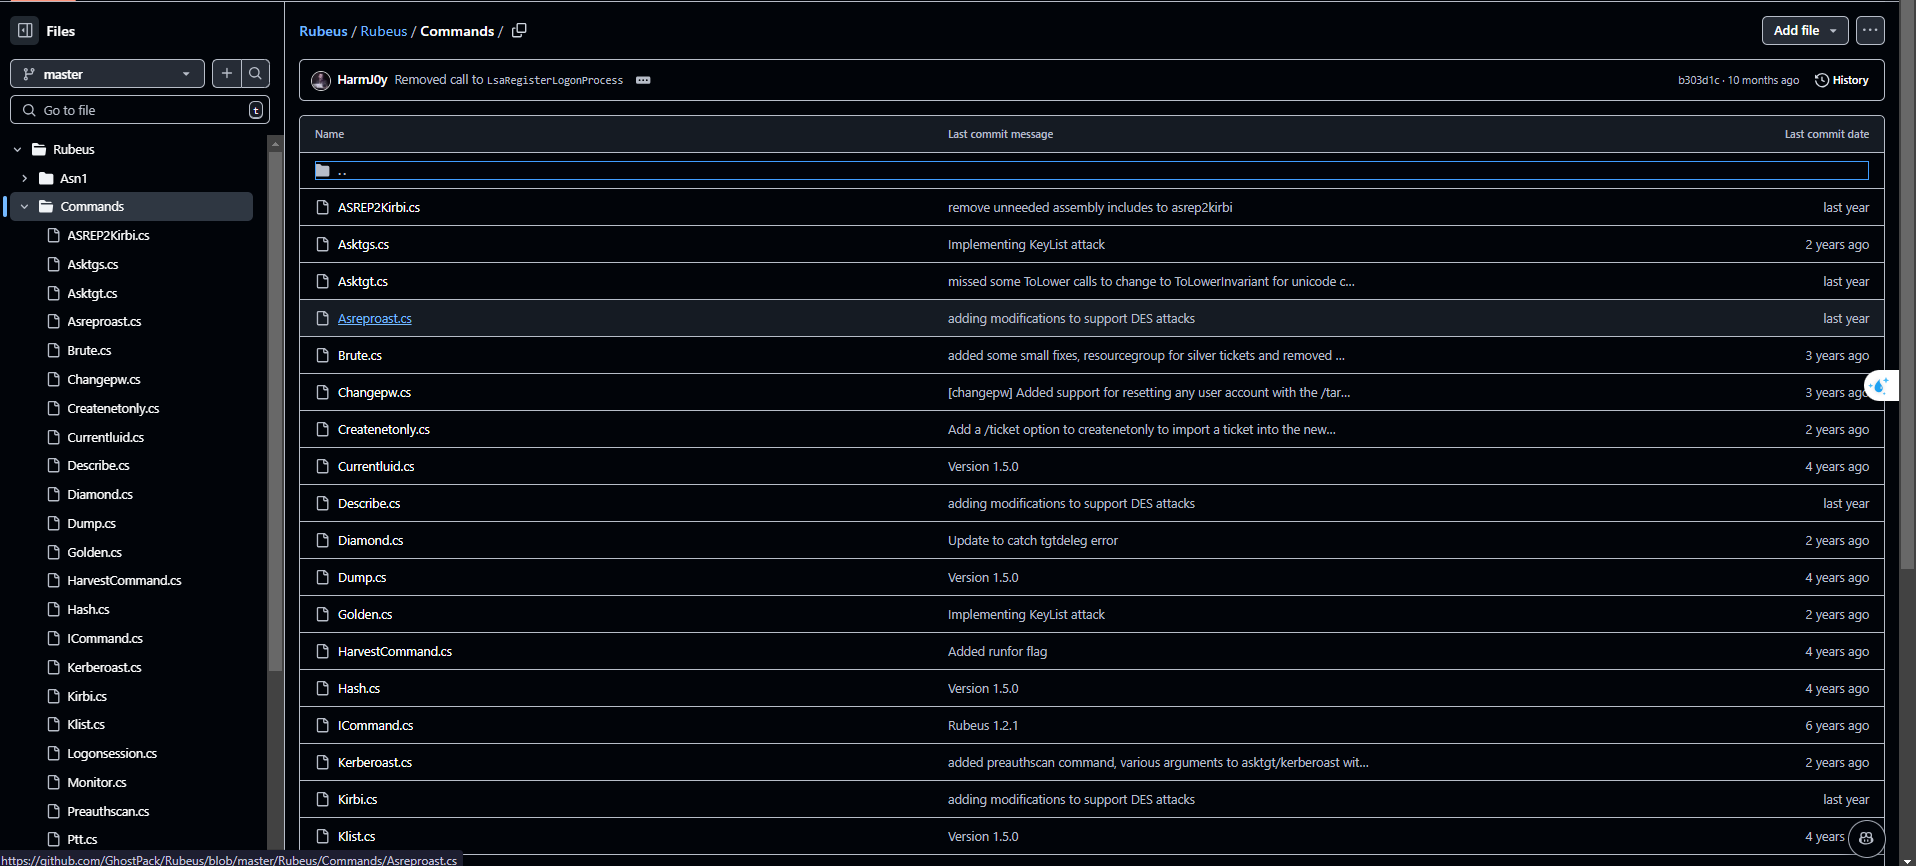 Files
master
Go to file
t
Rubeus
Asn1
Commands
ASREP2Kirbi.cs
Asktgs.cs
Asktgt.cs
Asreproast.cs
Brute.cs
Changepw.cs
Createnetonly.cs
Currentluid.cs
Describe.cs
Diamond.cs
Dump.cs
Golden.cs
HarvestCommand.cs
Hash.cs
ICommand.cs
Kerberoast.cs
Kirbi.cs
Klist.cs
Logonsession.cs
Monitor.cs
Preauthscan.cs
Ptt.cs
Rubeus / Rubeus / Commands /
Add file
HarmJ0y Removed call to LsaRegisterLogonProcess
b303d1c · 10 months ago History
Name Last commit message Last commit date
..
ASREP2Kirbi.cs remove unneeded assembly includes to asrep2kirbi last year
Asktgs.cs Implementing KeyList attack 2 years ago
Asktgt.cs missed some ToLower calls to change to ToLowerInvariant for unicode c... last year
Asreproast.cs adding modifications to support DES attacks last year
Brute.cs added some small fixes, resourcegroup for silver tickets and removed ... 3 years ago
Changepw.cs [changepw] Added support for resetting any user account with the /tar... 3 years ago
Createnetonly.cs Add a /ticket option to createnetonly to import a ticket into the new... 2 years ago
Currentluid.cs Version 1.5.0 4 years ago
Describe.cs adding modifications to support DES attacks last year
Diamond.cs Update to catch tgtdeleg error 2 years ago
Dump.cs Version 1.5.0 4 years ago
Golden.cs Implementing KeyList attack 2 years ago
HarvestCommand.cs Added runfor flag 4 years ago
Hash.cs Version 1.5.0 4 years ago
ICommand.cs Rubeus 1.2.1 6 years ago
Kerberoast.cs added preauthscan command, various arguments to asktgt/kerberoast wit... 2 years ago
Kirbi.cs adding modifications to support DES attacks last year
Klist.cs Version 1.5.0 4 years
https://github.com/GhostPack/Rubeus/blob/master/Rubeus/Commands/Asreproast.cs